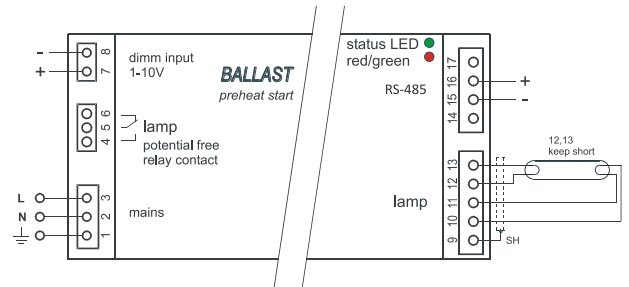 -
+
8
7
dimm input
1-10V
BALLAST
preheat start
status LED
red/green
RS-485
17
16
15
14
+
-
6
5
4
lamp
potential free
relay contact
12,13
keep short
L
N
3
2
1
mains
lamp
13
12
11
10
9
SH